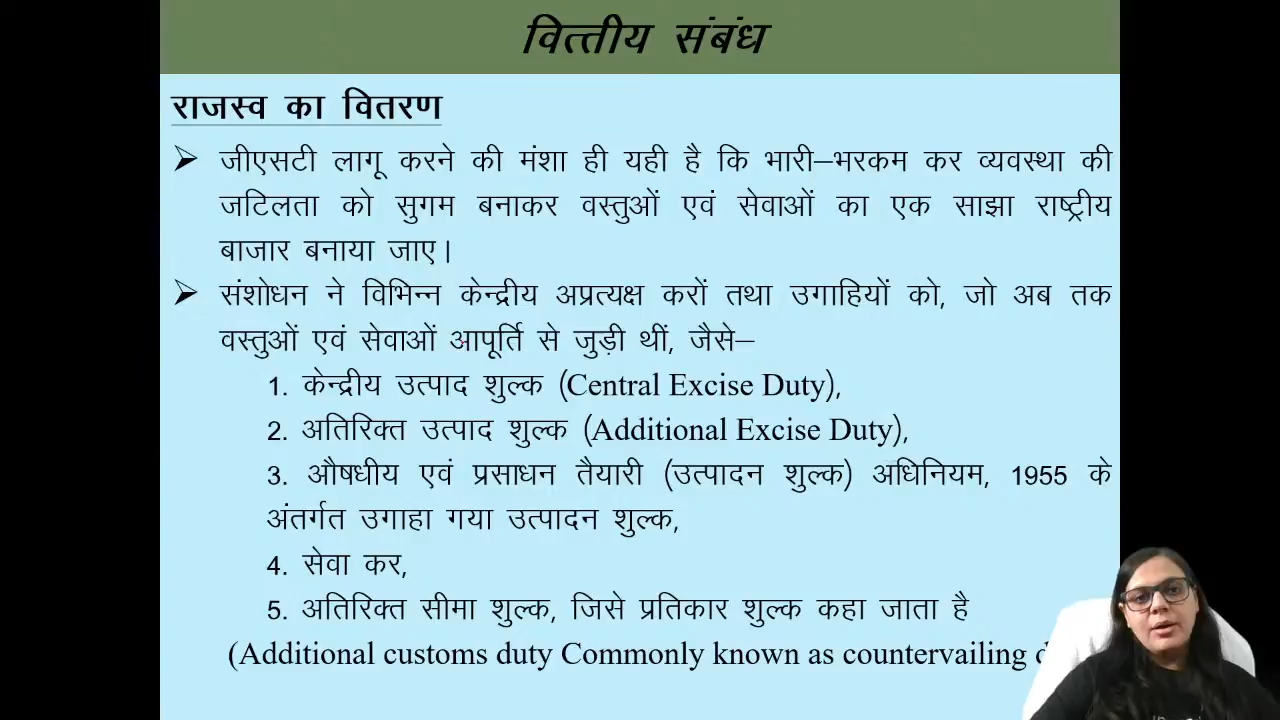 वित्तीय संबंध
राजस्व का वितरण
➢ जीएसटी लागू करने की मंशा ही यही है कि भारी–भरकम कर व्यवस्था की
जटिलता को सुगम बनाकर वस्तुओं एवं सेवाओं का एक साझा राष्ट्रीय
बाजार बनाया जाए।
➢ संशोधन ने विभिन्न केन्द्रीय अप्रत्यक्ष करों तथा उगाहियों को, जो अब तक
वस्तुओं एवं सेवाओं आपूर्ति से जुड़ी थीं, जैसे–
1. केन्द्रीय उत्पाद शुल्क (Central Excise Duty),
2. अतिरिक्त उत्पाद शुल्क (Additional Excise Duty),
3. औषधीय एवं प्रसाधन तैयारी (उत्पादन शुल्क) अधिनियम, 1955 के
अंतर्गत उगाहा गया उत्पादन शुल्क,
4. सेवा कर,
5. अतिरिक्त सीमा शुल्क, जिसे प्रतिकार शुल्क कहा जाता है
(Additional customs duty Commonly known as countervailing